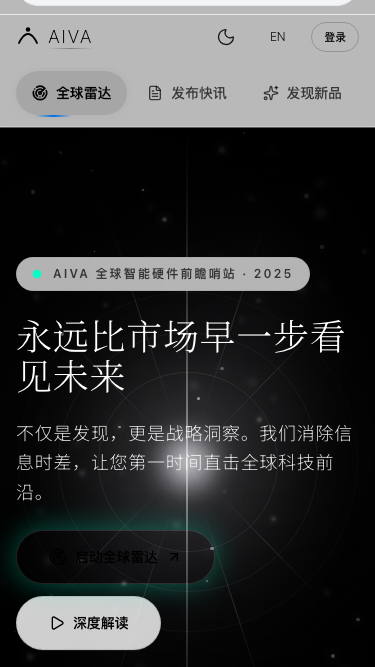 AIVA
EN
登录
全球雷达
发布快讯
发现新品
AIVA 全球智能硬件前瞻哨站 · 2025
永远比市场早一步看
见未来
不仅是发现，更是战略洞察。我们消除信
息时差，让您第一时间直击全球科技前
沿。
启动全球雷达
深度解读